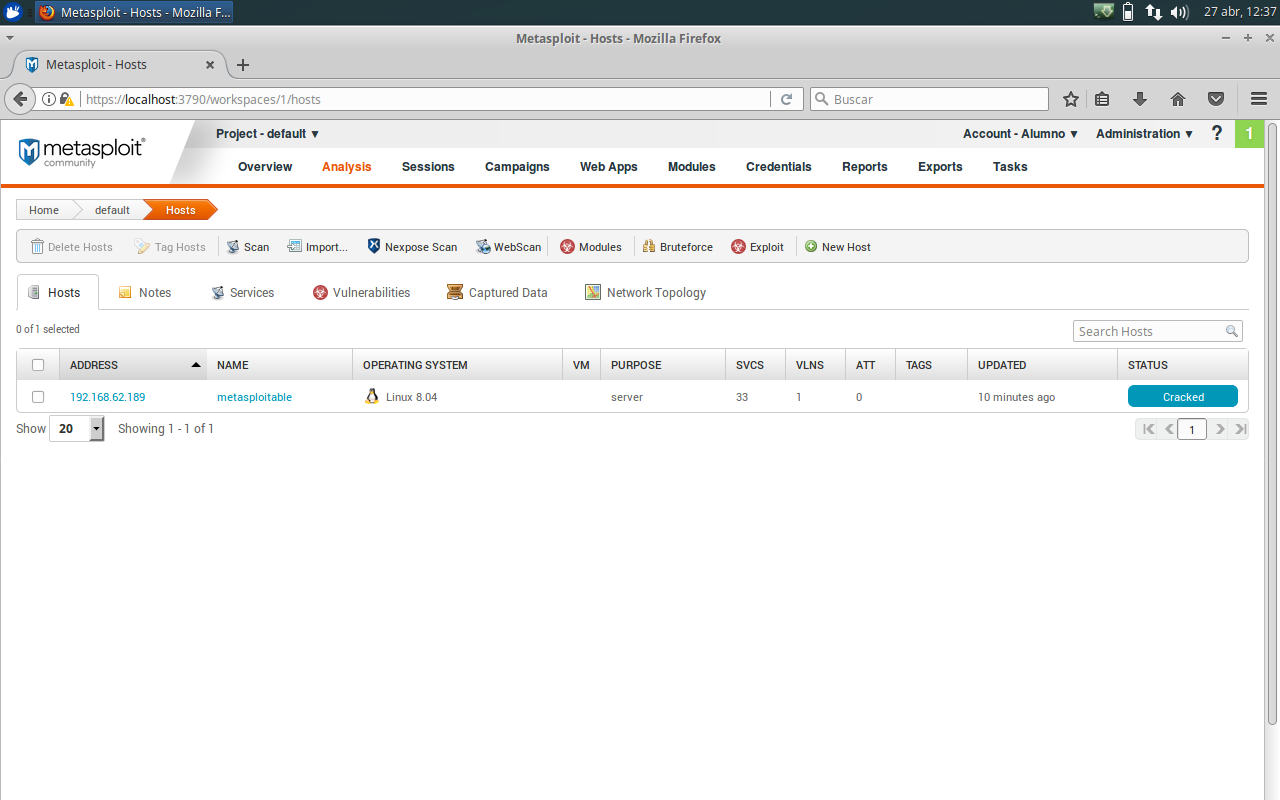 Metasploit - Hosts - Mozilla F...
27 abr, 12:37
Metasploit - Hosts - Mozilla Firefox
Metasploit - Hosts
https://localhost:3790/workspaces/1/hosts
Buscar
metasploit®
community
Project - default ▼
Account - Alumno ▼
Administration ▼
?
1
Overview
Analysis
Sessions
Campaigns
Web Apps
Modules
Credentials
Reports
Exports
Tasks
Home
default
Hosts
Delete Hosts
Tag Hosts
Scan
Import...
Nexpose Scan
WebScan
Modules
Bruteforce
Exploit
New Host
Hosts
Notes
Services
Vulnerabilities
Captured Data
Network Topology
0 of 1 selected
Search Hosts
ADDRESS NAME OPERATING SYSTEM VM PURPOSE SVCS VLNS ATT TAGS UPDATED STATUS
192.168.62.189 metasploitable Linux 8.04 server 33 1 0 10 minutes ago Cracked
Show 20 Showing 1 - 1 of 1
1